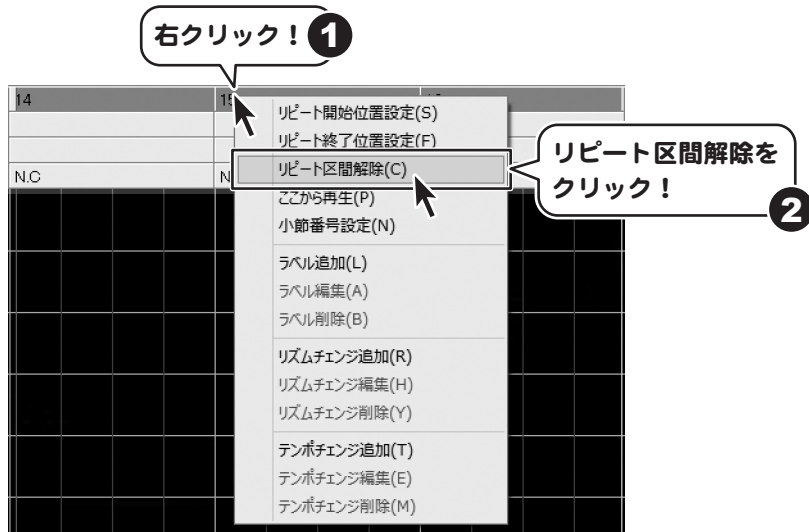 右クリック！ 1
14
15
リピート開始位置設定(S)
リピート終了位置設定(F)
リピート区間解除(C)
リピート区間解除を
クリック！
2
N.C
N
ここから再生(P)
小節番号設定(N)
ラベル追加(L)
ラベル編集(A)
ラベル削除(B)
リズムチェンジ追加(R)
リズムチェンジ編集(H)
リズムチェンジ削除(Y)
テンポチェンジ追加(T)
テンポチェンジ編集(E)
テンポチェンジ削除(M)